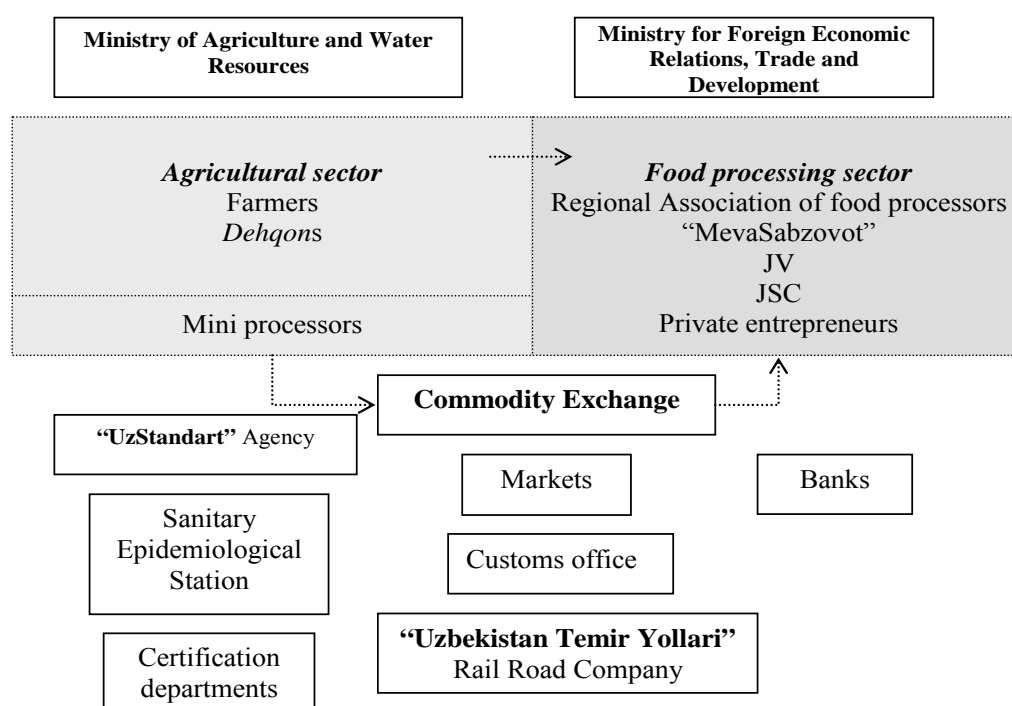 Ministry of Agriculture and Water
Resources
Ministry for Foreign Economic
Relations, Trade and
Development
Agricultural sector
Farmers
Dehqons
Mini processors
Food processing sector
Regional Association of food processors
“MevaSabzovot”
JV
JSC
Private entrepreneurs
Commodity Exchange
“UzStandart” Agency
Markets
Banks
Sanitary
Epidemiological
Station
Customs office
“Uzbekistan Temir Yollari”
Rail Road Company
Certification
departments